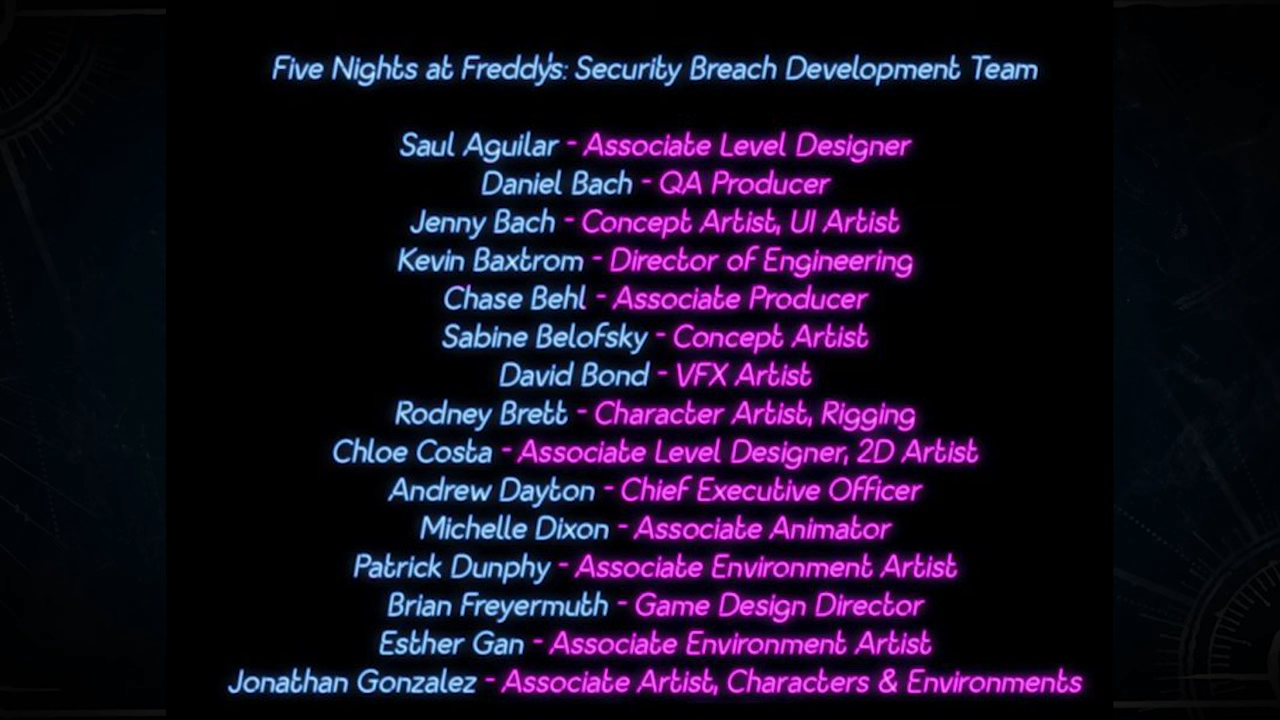 Five Nights at Freddy's: Security Breach Development Team
Saul Aguilar - Associate Level Designer
Daniel Bach - QA Producer
Jenny Bach - Concept Artist, UI Artist
Kevin Baxtrom - Director of Engineering
Chase Behl - Associate Producer
Sabine Belofsky - Concept Artist
David Bond - VFX Artist
Rodney Brett - Character Artist, Rigging
Chloe Costa - Associate Level Designer, 2D Artist
Andrew Dayton - Chief Executive Officer
Michelle Dixon - Associate Animator
Patrick Dunphy - Associate Environment Artist
Brian Freyermuth - Game Design Director
Esther Gan - Associate Environment Artist
Jonathan Gonzalez - Associate Artist, Characters & Environments